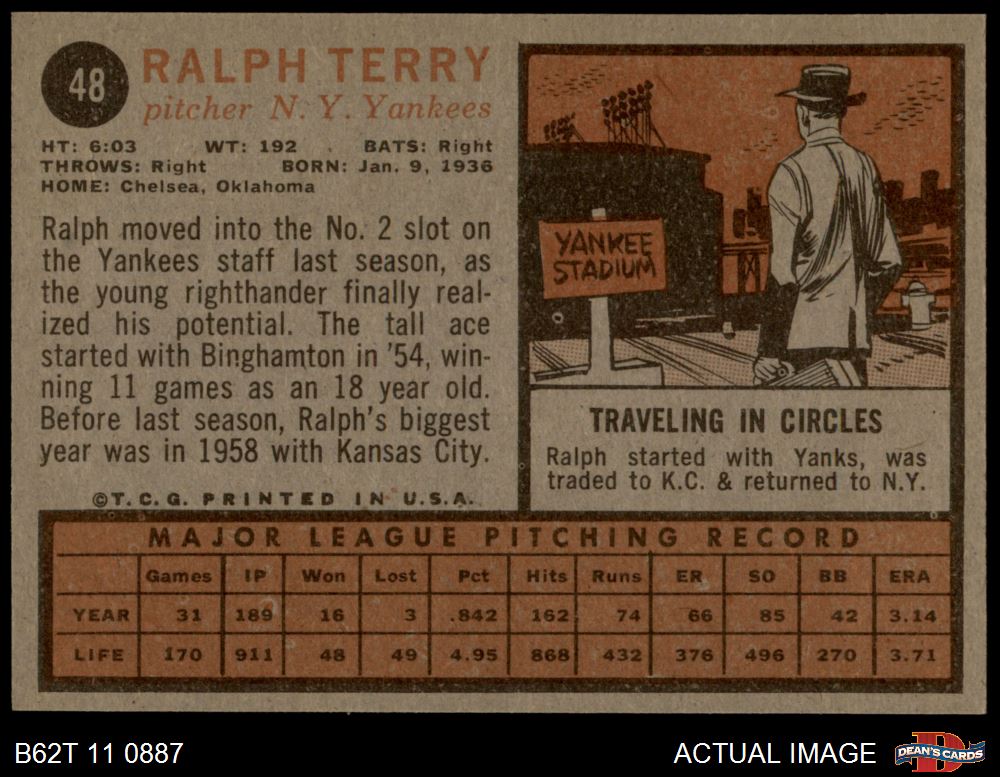 48
RALPH TERRY
pitcher N. Y. Yankees
HT: 6:03 WT: 192 BATS: Right
THROWS: Right BORN: Jan. 9, 1936
HOME: Chelsea, Oklahoma
Ralph moved into the No. 2 slot on
the Yankees staff last season, as
the young righthander finally real-
ized his potential. The tall ace
started with Binghamton in '54, win-
ning 11 games as an 18 year old.
Before last season, Ralph's biggest
year was in 1958 with Kansas City.
©T.C.G. PRINTED IN U.S.A.
YANKEE
STADIUM
TRAVELING IN CIRCLES
Ralph started with Yanks, was
traded to K.C. & returned to N.Y.
MAJOR LEAGUE PITCHING RECORD
Games IP Won Lost Pct Hits Runs ER SO BB ERA
YEAR 31 189 16 3 .842 162 74 66 85 42 3.14
LIFE 170 911 48 49 4.95 868 432 376 496 270 3.71
B62T 11 0887
ACTUAL IMAGE
D
DEAN'S CARDS